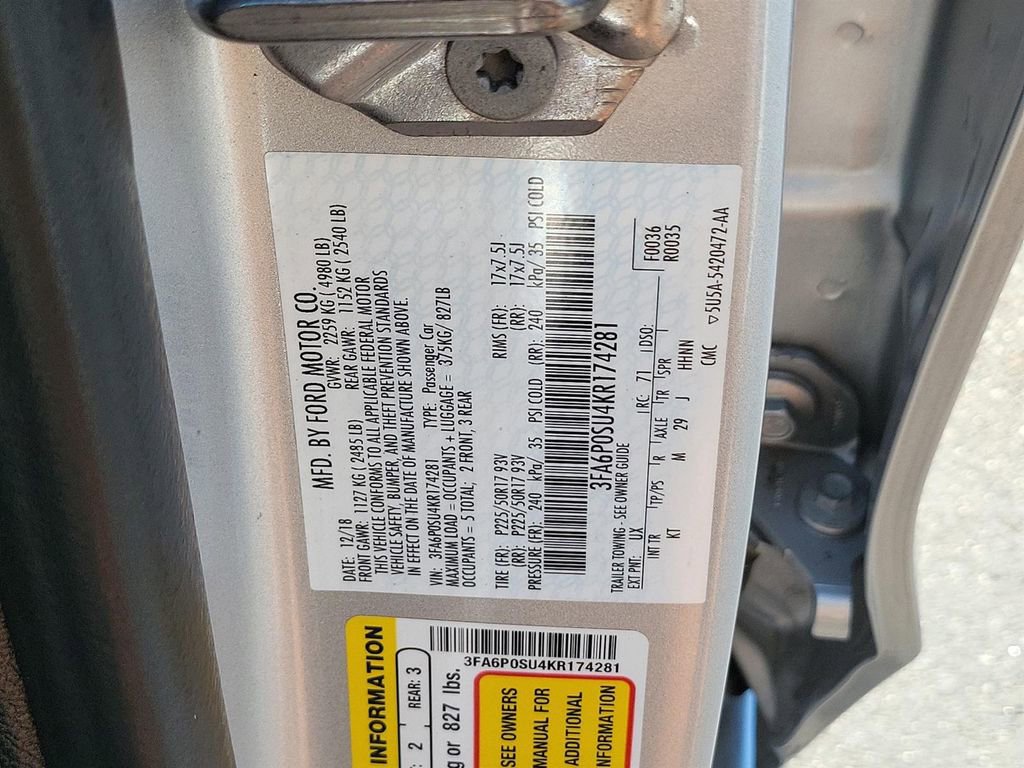 MFD. BY FORD MOTOR CO.
DATE: 12/18 GVWR: 2259 KG ( 4980 LB)
FRONT GAWR: 1127 KG ( 2485 LB) REAR GAWR: 1152 KG ( 2540 LB)
THIS VEHICLE CONFORMS TO ALL APPLICABLE FEDERAL MOTOR
VEHICLE SAFETY, BUMPER, AND THEFT PREVENTION STANDARDS
IN EFFECT ON THE DATE OF MANUFACTURE SHOWN ABOVE.
VIN: 3FA6P0SU4KR174281 TYPE: Passenger Car
MAXIMUM LOAD = OCCUPANTS + LUGGAGE = 375KG/ 827LB
OCCUPANTS = 5 TOTAL; 2 FRONT, 3 REAR
TIRE (FR): P225/50R17 93V RIMS (FR): 17x7.5J
(RR): P225/50R17 93V (RR): 17x7.5J
PRESSURE (FR): 240 kPa/ 35 PSI COLD (RR): 240 kPa/ 35 PSI COLD
3FA6P0SU4KR174281
TRAILER TOWING - SEE OWNER GUIDE F0036
EXT PNT: UX RC: 71 DSO: R0035
INT TR TP/PS R AXLE TR SPR
KT M 29 J HHNN
CMC ▽5U5A-5420472-AA
INFORMATION
2 REAR: 3
or 827 lbs.
3FA6P0SU4KR174281
SEE OWNERS
MANUAL FOR
ADDITIONAL
INFORMATION